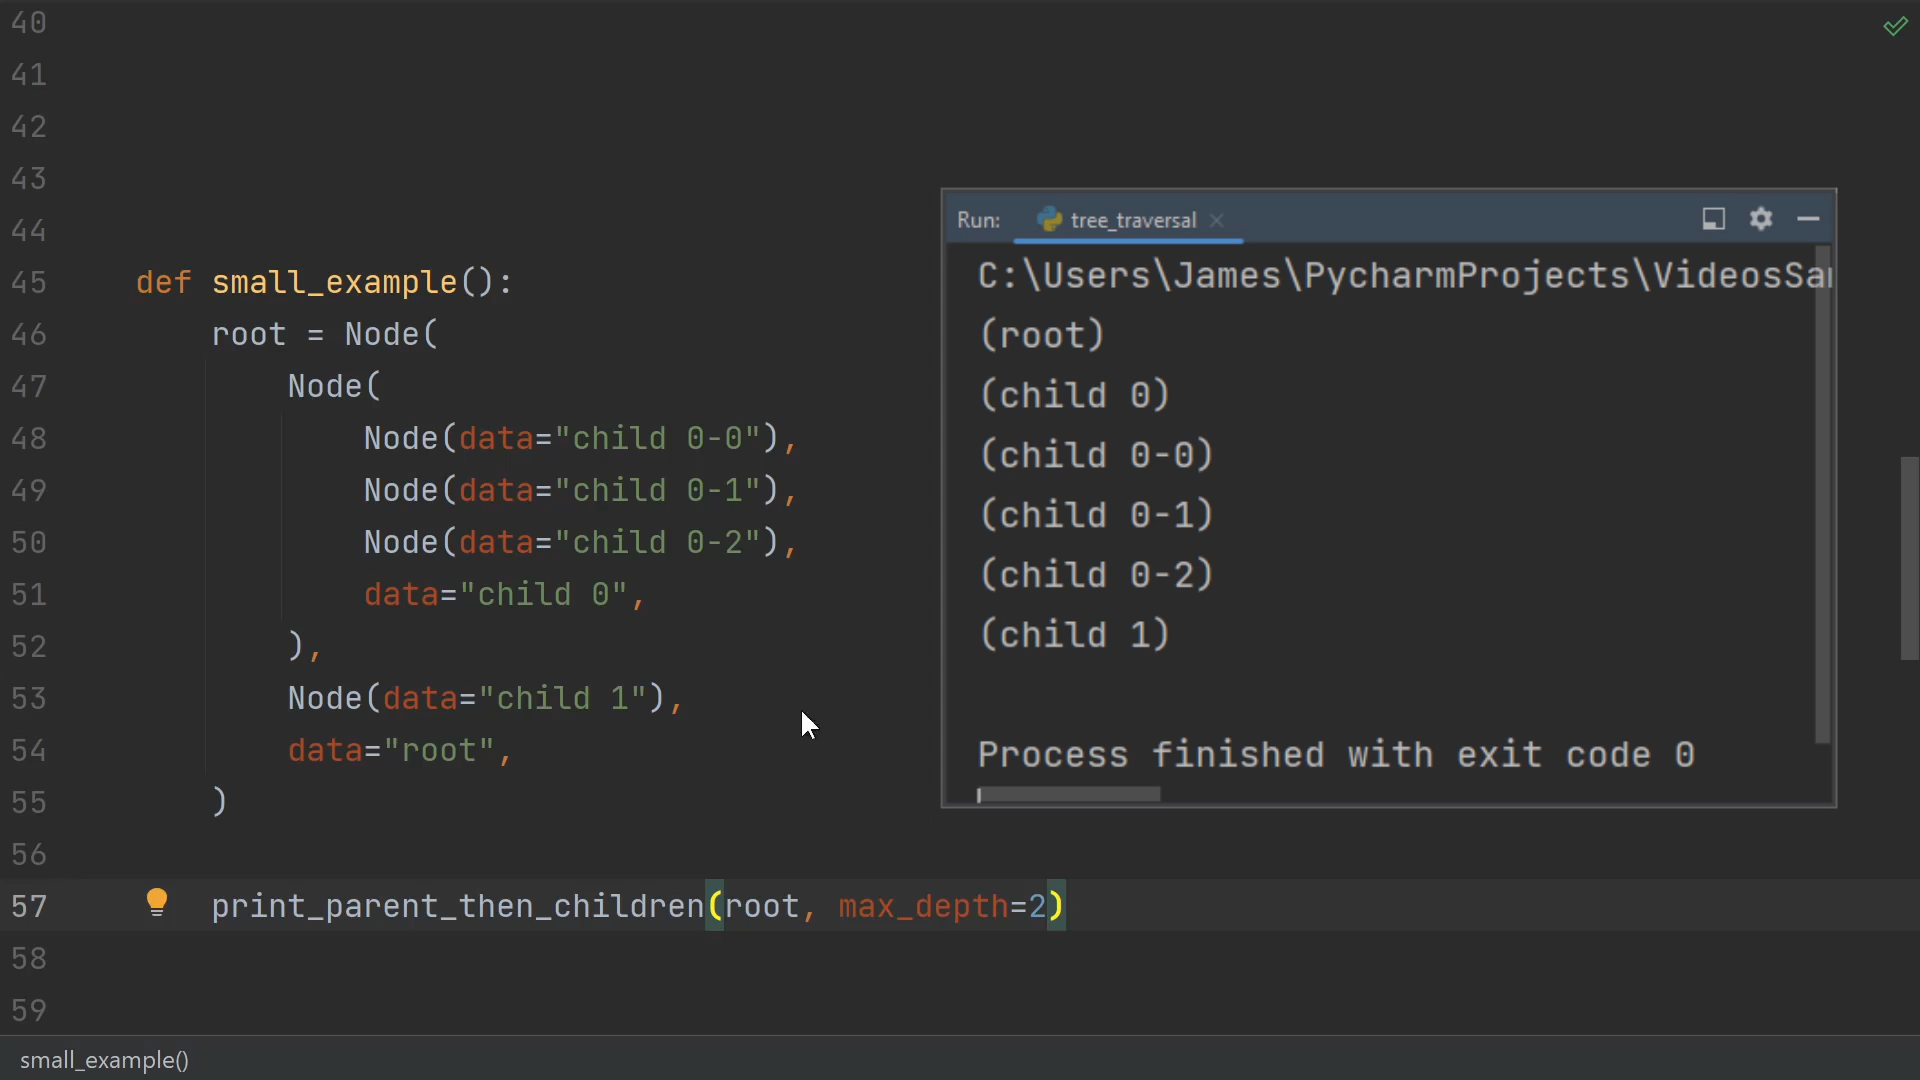 40
41
42
43
44
45 def small_example():
46 root = Node(
47 Node(
48 Node(data="child 0-0"),
49 Node(data="child 0-1"),
50 Node(data="child 0-2"),
51 data="child 0",
52 ),
53 Node(data="child 1"),
54 data="root",
55 )
56
57 print_parent_then_children(root, max_depth=2)
58
59
small_example()
Run: tree_traversal
C:\Users\James\PycharmProjects\VideosSa
(root)
(child 0)
(child 0-0)
(child 0-1)
(child 0-2)
(child 1)
Process finished with exit code 0